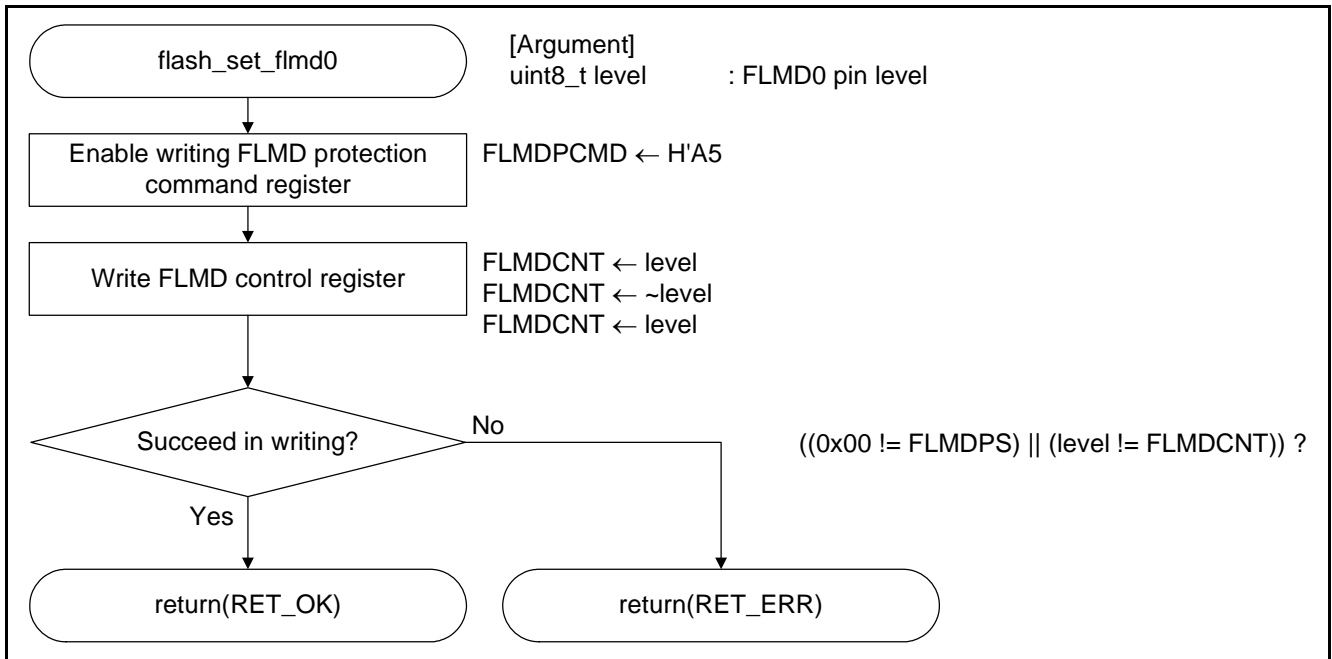 flash_set_flmd0
[Argument]
uint8_t level : FLMD0 pin level
Enable writing FLMD protection
command register
FLMDPCMD ← H'A5
Write FLMD control register
FLMDCNT ← level
FLMDCNT ← ~level
FLMDCNT ← level
Succeed in writing?
No
((0x00 != FLMDPS) || (level != FLMDCNT)) ?
Yes
return(RET_OK)
return(RET_ERR)